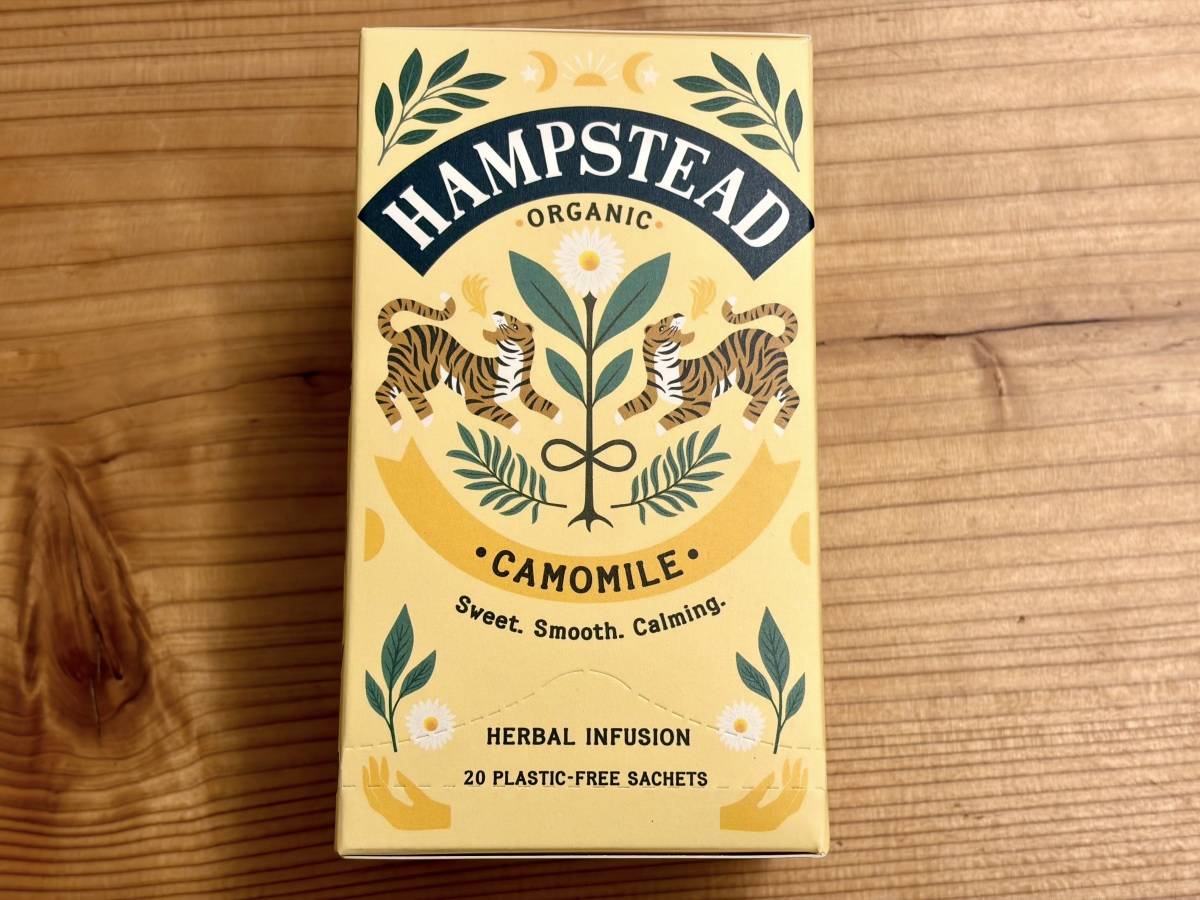 HAMPSTEAD
•ORGANIC•
•CAMOMILE•
Sweet. Smooth. Calming.
HERBAL INFUSION
20 PLASTIC-FREE SACHETS